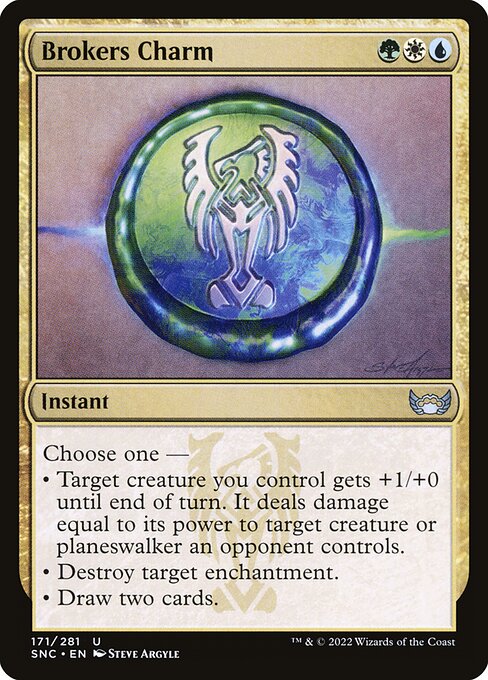 Brokers Charm
Instant
Choose one —
• Target creature you control gets +1/+0
until end of turn. It deals damage
equal to its power to target creature or
planeswalker an opponent controls.
• Destroy target enchantment.
• Draw two cards.
171/281 U
SNC • EN Steve Argyle
™ & © 2022 Wizards of the Coast